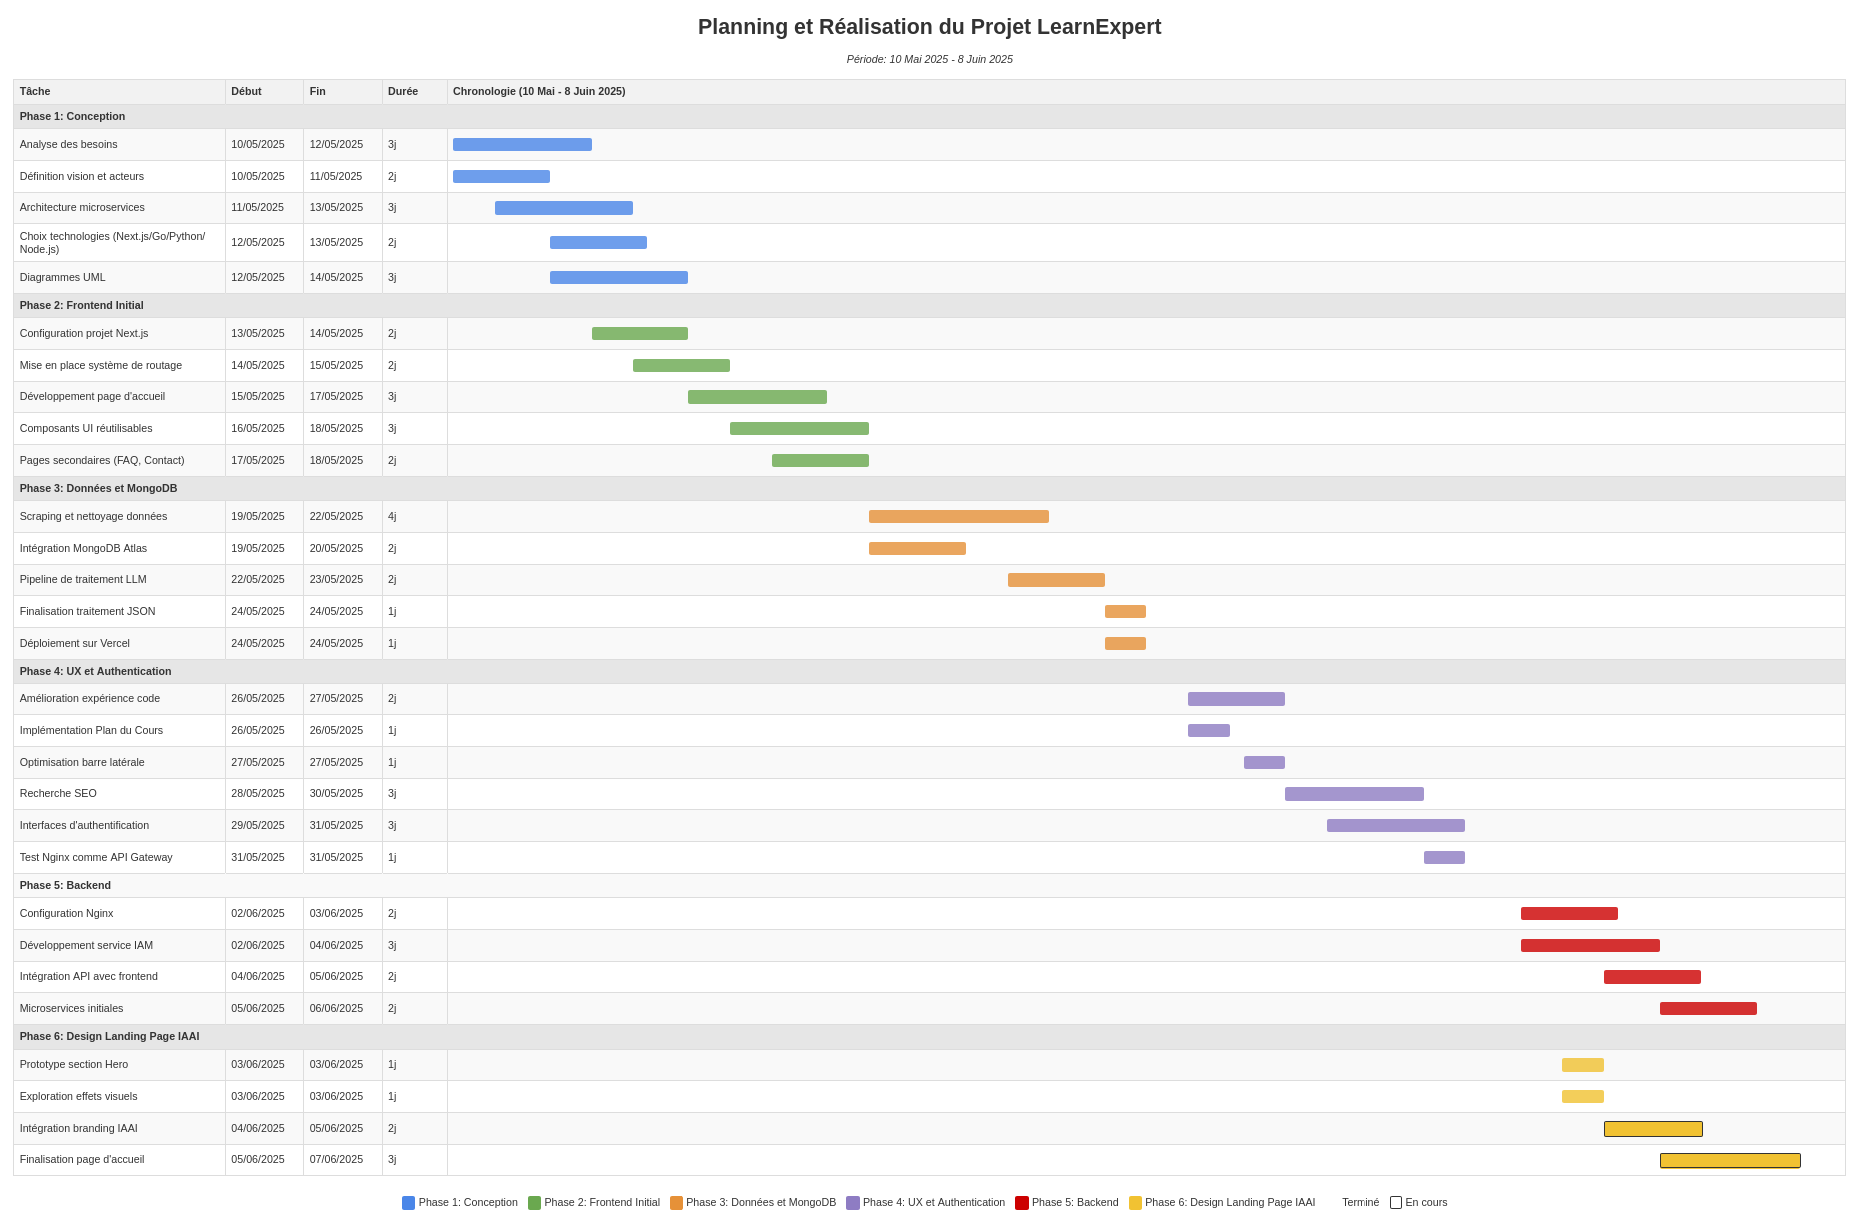 Planning et Réalisation du Projet LearnExpert
Période: 10 Mai 2025 - 8 Juin 2025
Tâche Début Fin Durée Chronologie (10 Mai - 8 Juin 2025)
Phase 1: Conception
Analyse des besoins 10/05/2025 12/05/2025 3j
Définition vision et acteurs 10/05/2025 11/05/2025 2j
Architecture microservices 11/05/2025 13/05/2025 3j
Choix technologies (Next.js/Go/Python/
Node.js) 12/05/2025 13/05/2025 2j
Diagrammes UML 12/05/2025 14/05/2025 3j
Phase 2: Frontend Initial
Configuration projet Next.js 13/05/2025 14/05/2025 2j
Mise en place système de routage 14/05/2025 15/05/2025 2j
Développement page d'accueil 15/05/2025 17/05/2025 3j
Composants UI réutilisables 16/05/2025 18/05/2025 3j
Pages secondaires (FAQ, Contact) 17/05/2025 18/05/2025 2j
Phase 3: Données et MongoDB
Scraping et nettoyage données 19/05/2025 22/05/2025 4j
Intégration MongoDB Atlas 19/05/2025 20/05/2025 2j
Pipeline de traitement LLM 22/05/2025 23/05/2025 2j
Finalisation traitement JSON 24/05/2025 24/05/2025 1j
Déploiement sur Vercel 24/05/2025 24/05/2025 1j
Phase 4: UX et Authentication
Amélioration expérience code 26/05/2025 27/05/2025 2j
Implémentation Plan du Cours 26/05/2025 26/05/2025 1j
Optimisation barre latérale 27/05/2025 27/05/2025 1j
Recherche SEO 28/05/2025 30/05/2025 3j
Interfaces d'authentification 29/05/2025 31/05/2025 3j
Test Nginx comme API Gateway 31/05/2025 31/05/2025 1j
Phase 5: Backend
Configuration Nginx 02/06/2025 03/06/2025 2j
Développement service IAM 02/06/2025 04/06/2025 3j
Intégration API avec frontend 04/06/2025 05/06/2025 2j
Microservices initiales 05/06/2025 06/06/2025 2j
Phase 6: Design Landing Page IAAI
Prototype section Hero 03/06/2025 03/06/2025 1j
Exploration effets visuels 03/06/2025 03/06/2025 1j
Intégration branding IAAI 04/06/2025 05/06/2025 2j
Finalisation page d'accueil 05/06/2025 07/06/2025 3j
Phase 1: Conception Phase 2: Frontend Initial Phase 3: Données et MongoDB Phase 4: UX et Authentication Phase 5: Backend Phase 6: Design Landing Page IAAI Terminé En cours